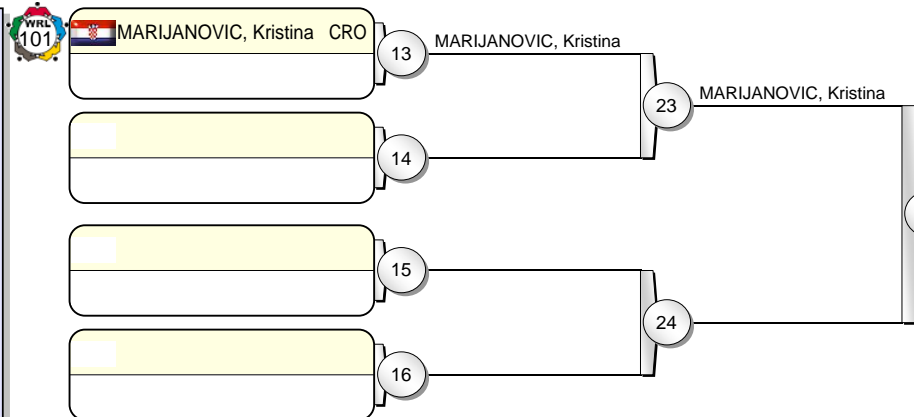 WRL
101
MARIJANOVIC, Kristina CRO
13
MARIJANOVIC, Kristina
23
MARIJANOVIC, Kristina
14
15
24
16